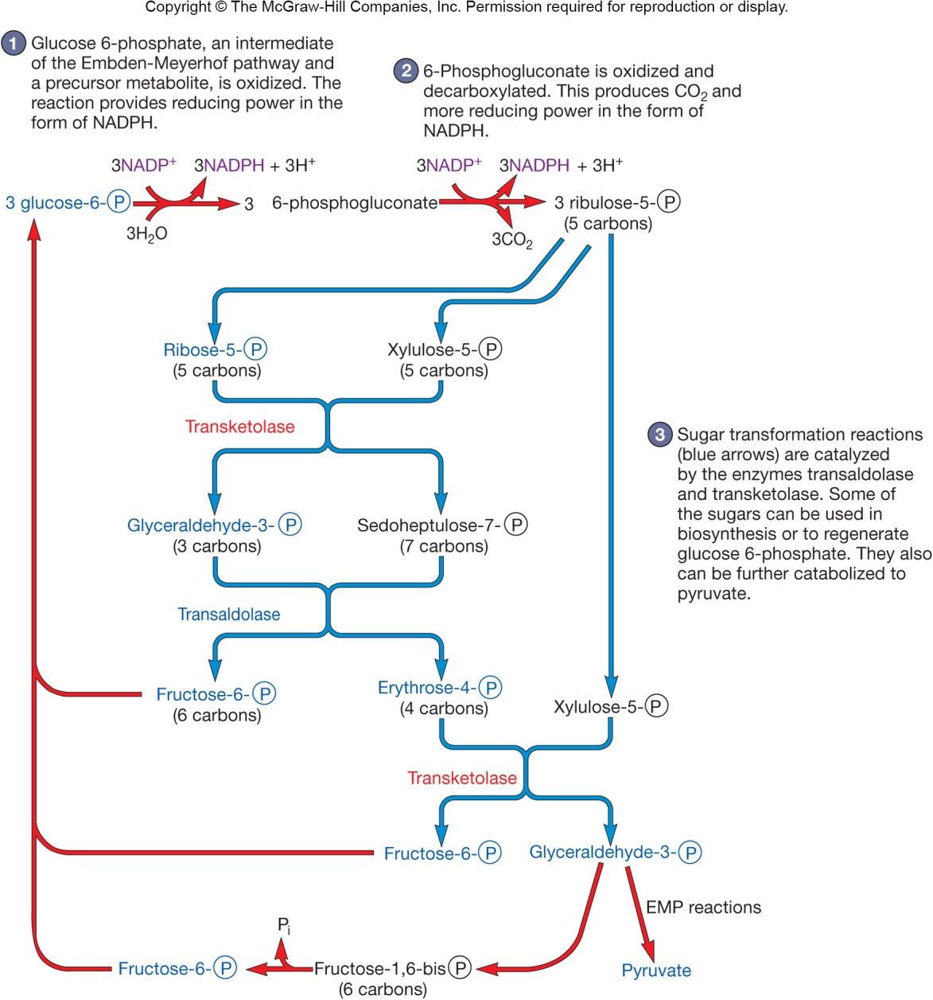 Copyright © The McGraw-Hill Companies, Inc. Permission required for reproduction or display.
1 Glucose 6-phosphate, an intermediate
of the Embden-Meyerhof pathway and
a precursor metabolite, is oxidized. The
reaction provides reducing power in the
form of NADPH.
2 6-Phosphogluconate is oxidized and
decarboxylated. This produces CO₂ and
more reducing power in the form of
NADPH.
3NADP⁺ 3NADPH + 3H⁺ 3NADP⁺ 3NADPH + 3H⁺
3 glucose-6-P 3 6-phosphogluconate 3 ribulose-5-P
(5 carbons)
3H₂O 3CO₂
Ribose-5-P Xylulose-5-P
(5 carbons) (5 carbons)
Transketolase
3 Sugar transformation reactions
(blue arrows) are catalyzed
by the enzymes transaldolase
and transketolase. Some of
the sugars can be used in
biosynthesis or to regenerate
glucose 6-phosphate. They also
can be further catabolized to
pyruvate.
Glyceraldehyde-3-P Sedoheptulose-7-P
(3 carbons) (7 carbons)
Transaldolase
Fructose-6-P Erythrose-4-P Xylulose-5-P
(6 carbons) (4 carbons)
Transketolase
Fructose-6-P Glyceraldehyde-3-P
EMP reactions
Pᵢ
Fructose-6-P Fructose-1,6-bisP Pyruvate
(6 carbons)